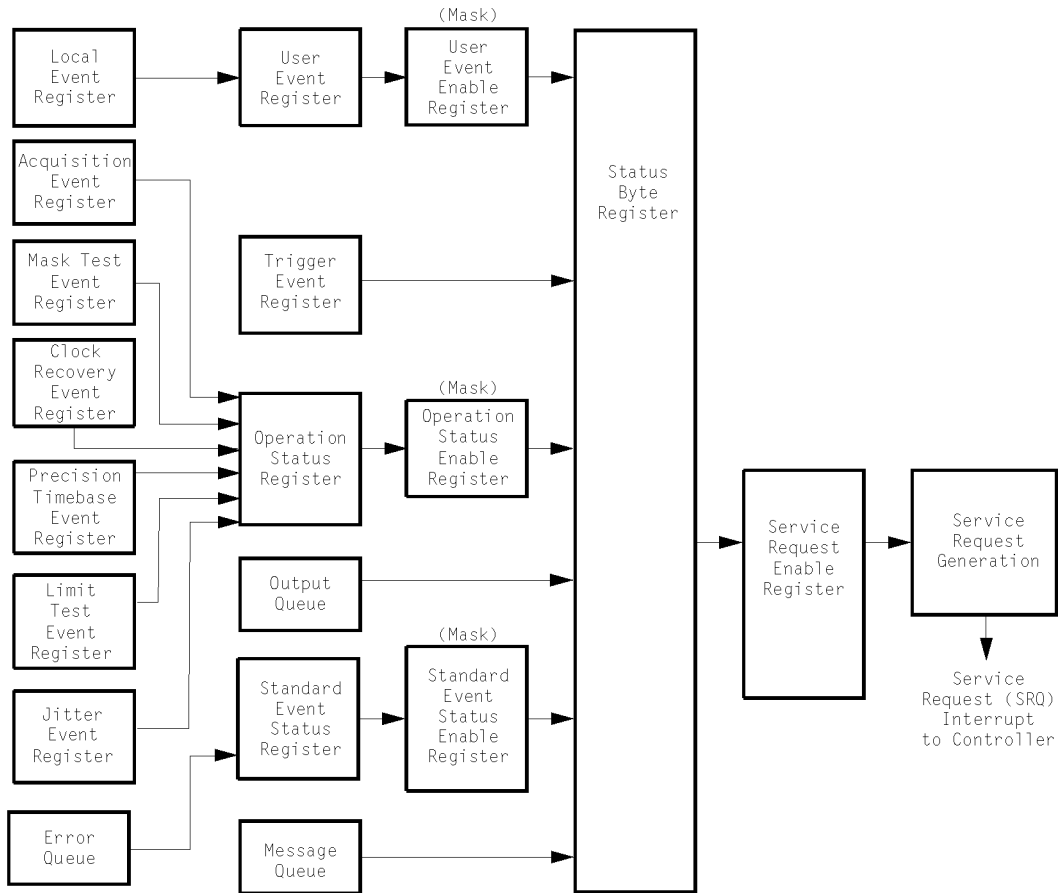 Local
Event
Register
User
Event
Register
(Mask)
User
Event
Enable
Register
Acquisition
Event
Register
Mask Test
Event
Register
Clock
Recovery
Event
Register
Precision
Timebase
Event
Register
Limit
Test
Event
Register
Jitter
Event
Register
Error
Queue
Trigger
Event
Register
Operation
Status
Register
(Mask)
Operation
Status
Enable
Register
Output
Queue
Standard
Event
Status
Register
(Mask)
Standard
Event
Status
Enable
Register
Message
Queue
Status
Byte
Register
Service
Request
Enable
Register
Service
Request
Generation
Service
Request (SRQ)
Interrupt
to Controller